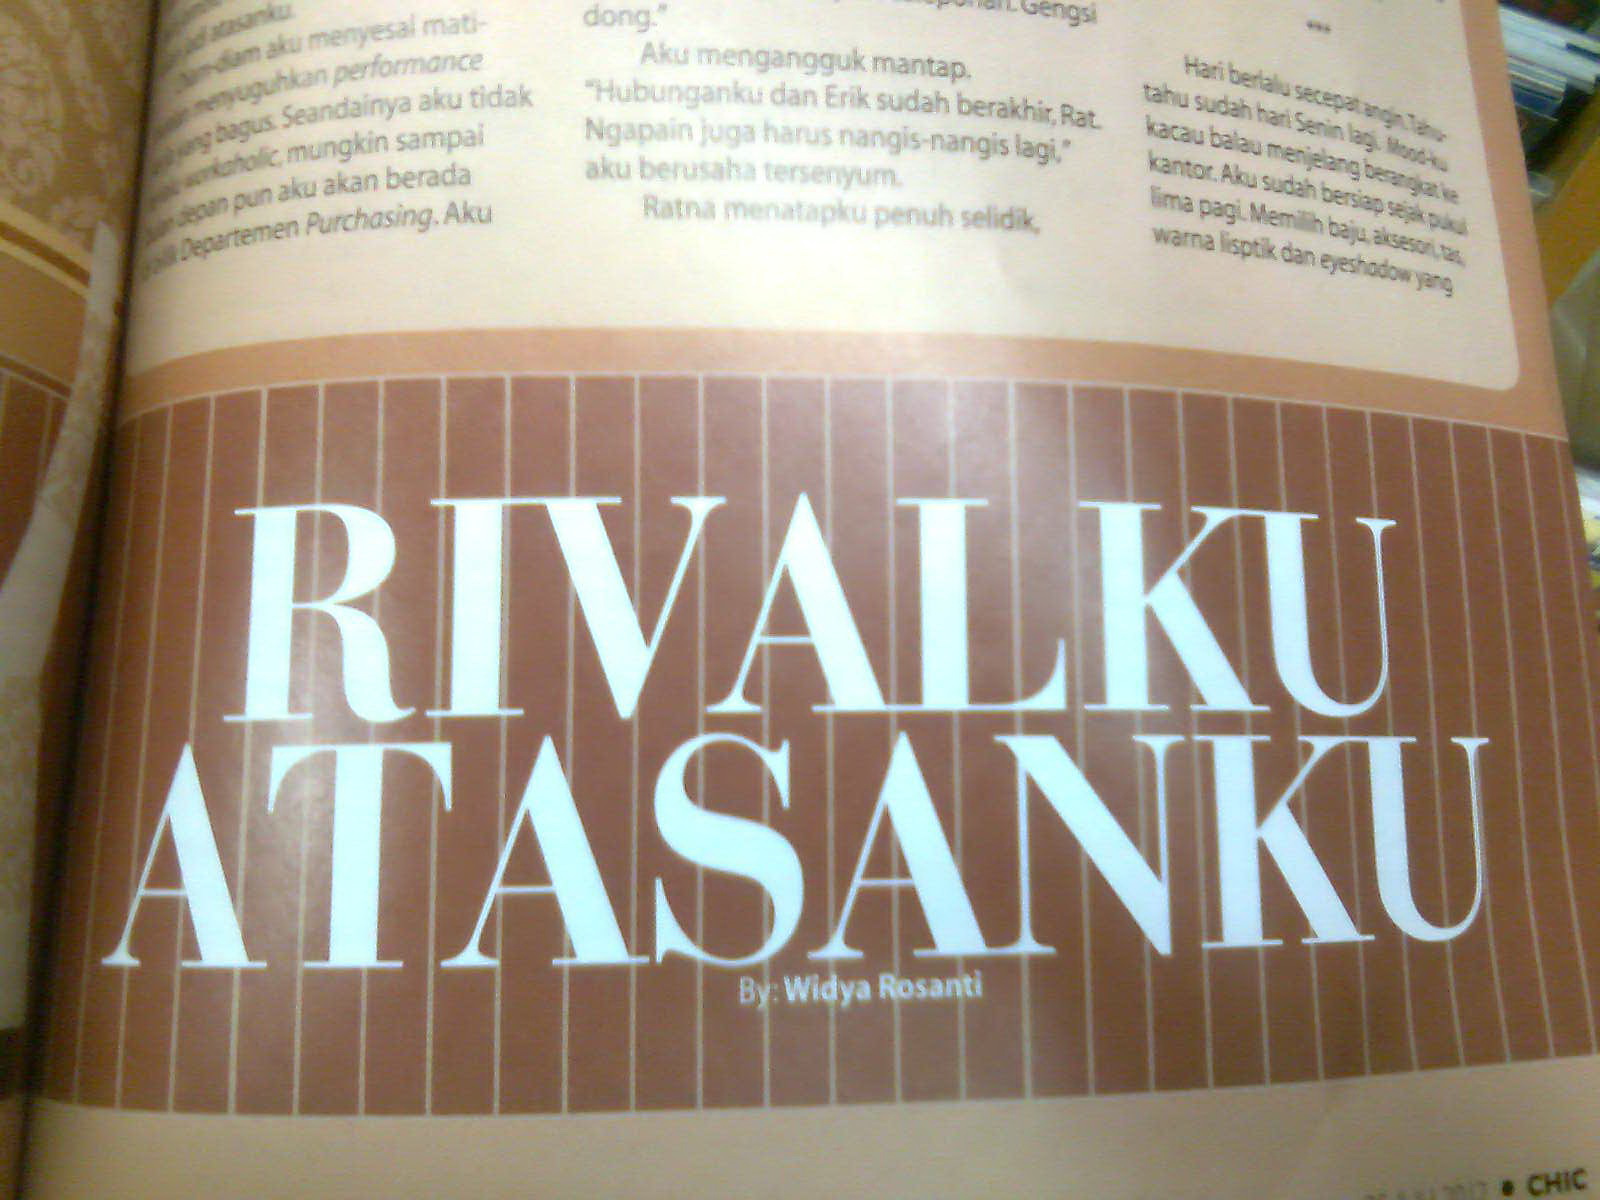 jadi atasanku.
Diam-diam aku menyesal mati-
menyuguhkan performance
yang bagus. Seandainya aku tidak
workaholic, mungkin sampai
depan pun aku akan berada
Departemen Purchasing. Aku
Gengsi
dong."
Aku mengangguk mantap.
"Hubunganku dan Erik sudah berakhir, Rat.
Ngapain juga harus nangis-nangis lagi,"
aku berusaha tersenyum.
Ratna menatapku penuh selidik,
***
Hari berlalu secepat angin. Tahu-
tahu sudah hari Senin lagi. Mood-ku
kacau balau menjelang berangkat ke
kantor. Aku sudah bersiap sejak pukul
lima pagi. Memilih baju, aksesori, tas,
warna lisptik dan eyeshadow yang
RIVALKU
ATASANKU
By: Widya Rosanti
• CHIC